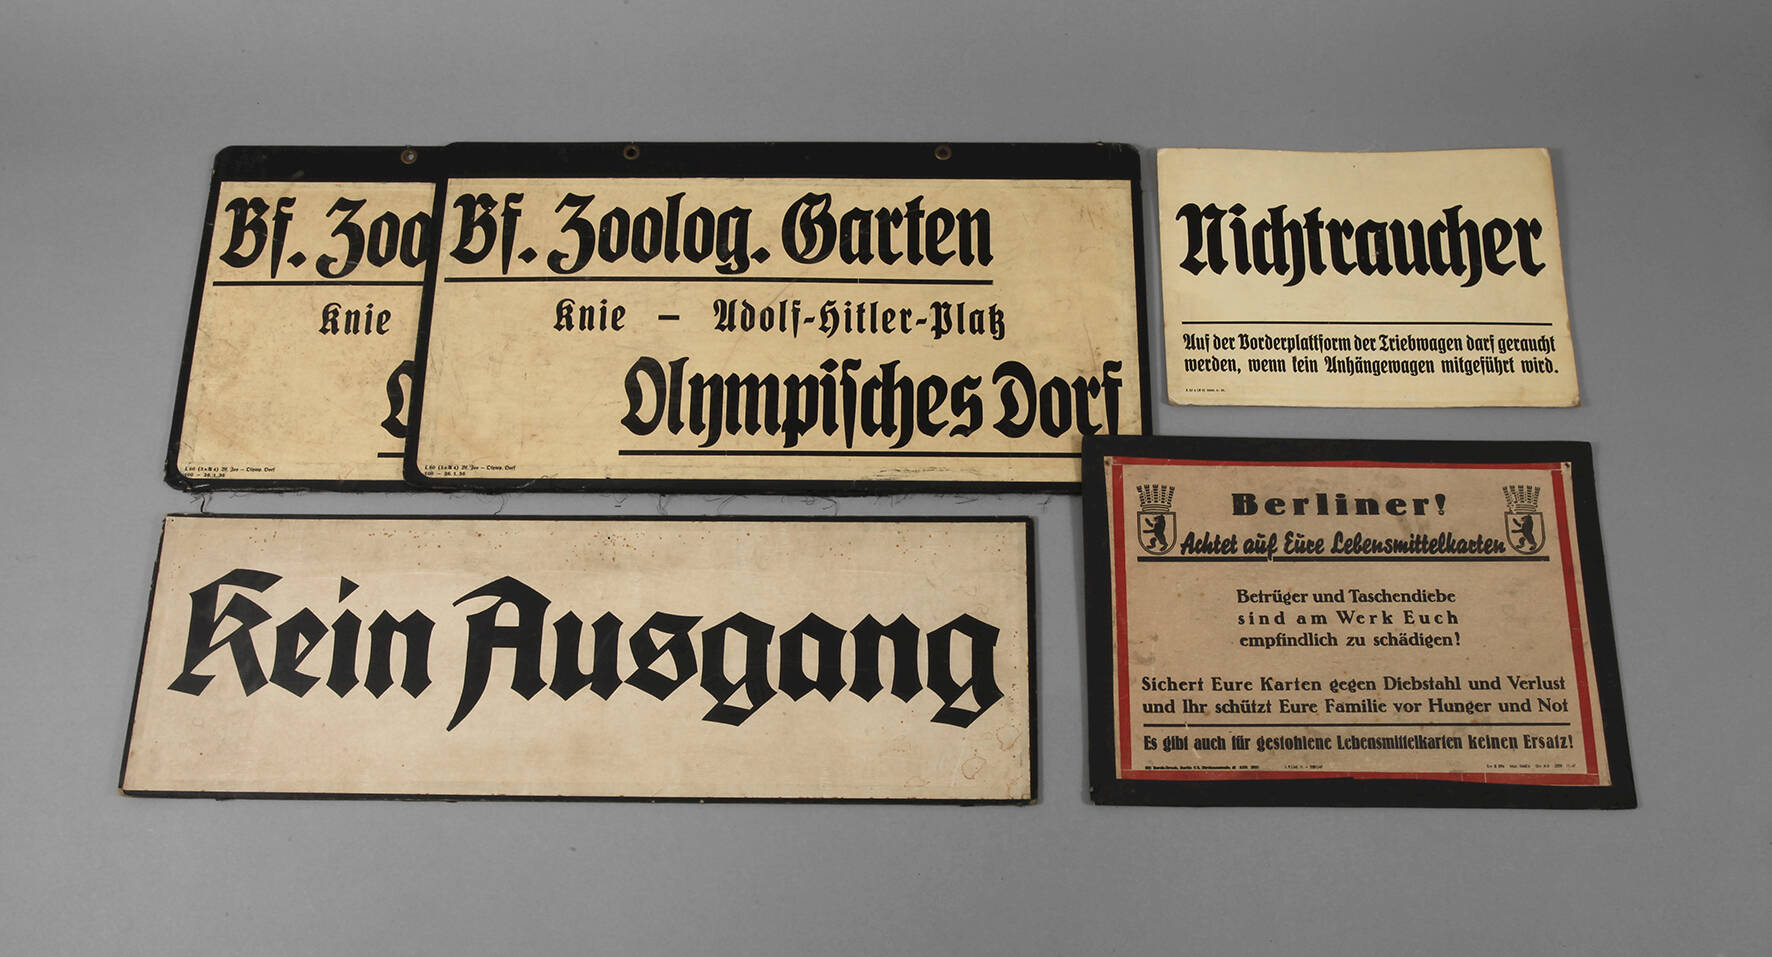 Bf. Zoo
Knie
Bf. Zoolog. Garten
Knie – Adolf-Hitler-Platz
Olympisches Dorf
Nichtraucher
Auf der Vorderplattform der Triebwagen darf geraucht
werden, wenn kein Anhängewagen mitgeführt wird.
Kein Ausgang
Berliner!
Achtet auf Eure Lebensmittelkarten
Betrüger und Taschendiebe
sind am Werk Euch
empfindlich zu schädigen!
Sichert Eure Karten gegen Diebstahl und Verlust
und Ihr schützt Eure Familie vor Hunger und Not
Es gibt auch für gestohlene Lebensmittelkarten keinen Ersatz!